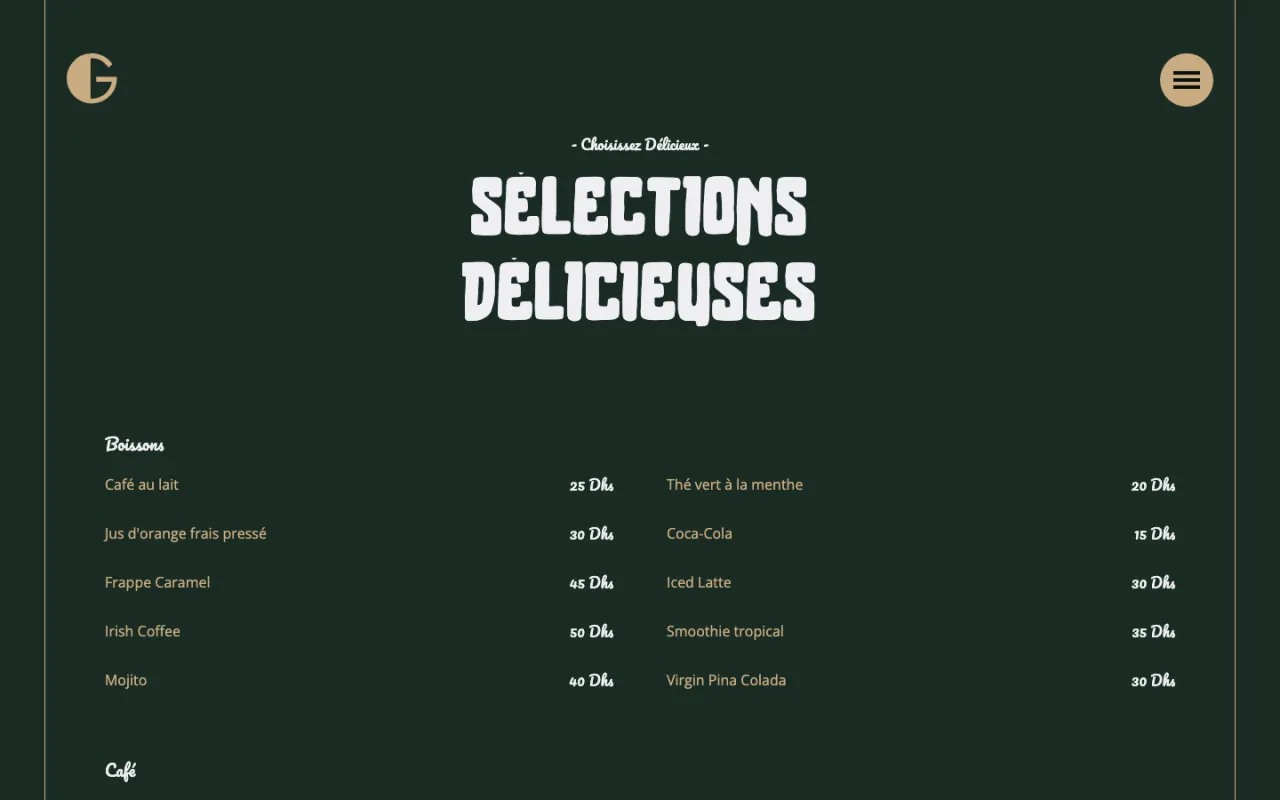 G
- Choisissez Délicieux -
SÉLECTIONS
DÉLICIEUSES
Boissons
Café au lait 25 Dhs
Thé vert à la menthe 20 Dhs
Jus d'orange frais pressé 30 Dhs
Coca-Cola 15 Dhs
Frappe Caramel 45 Dhs
Iced Latte 30 Dhs
Irish Coffee 50 Dhs
Smoothie tropical 35 Dhs
Mojito 40 Dhs
Virgin Pina Colada 30 Dhs
Café